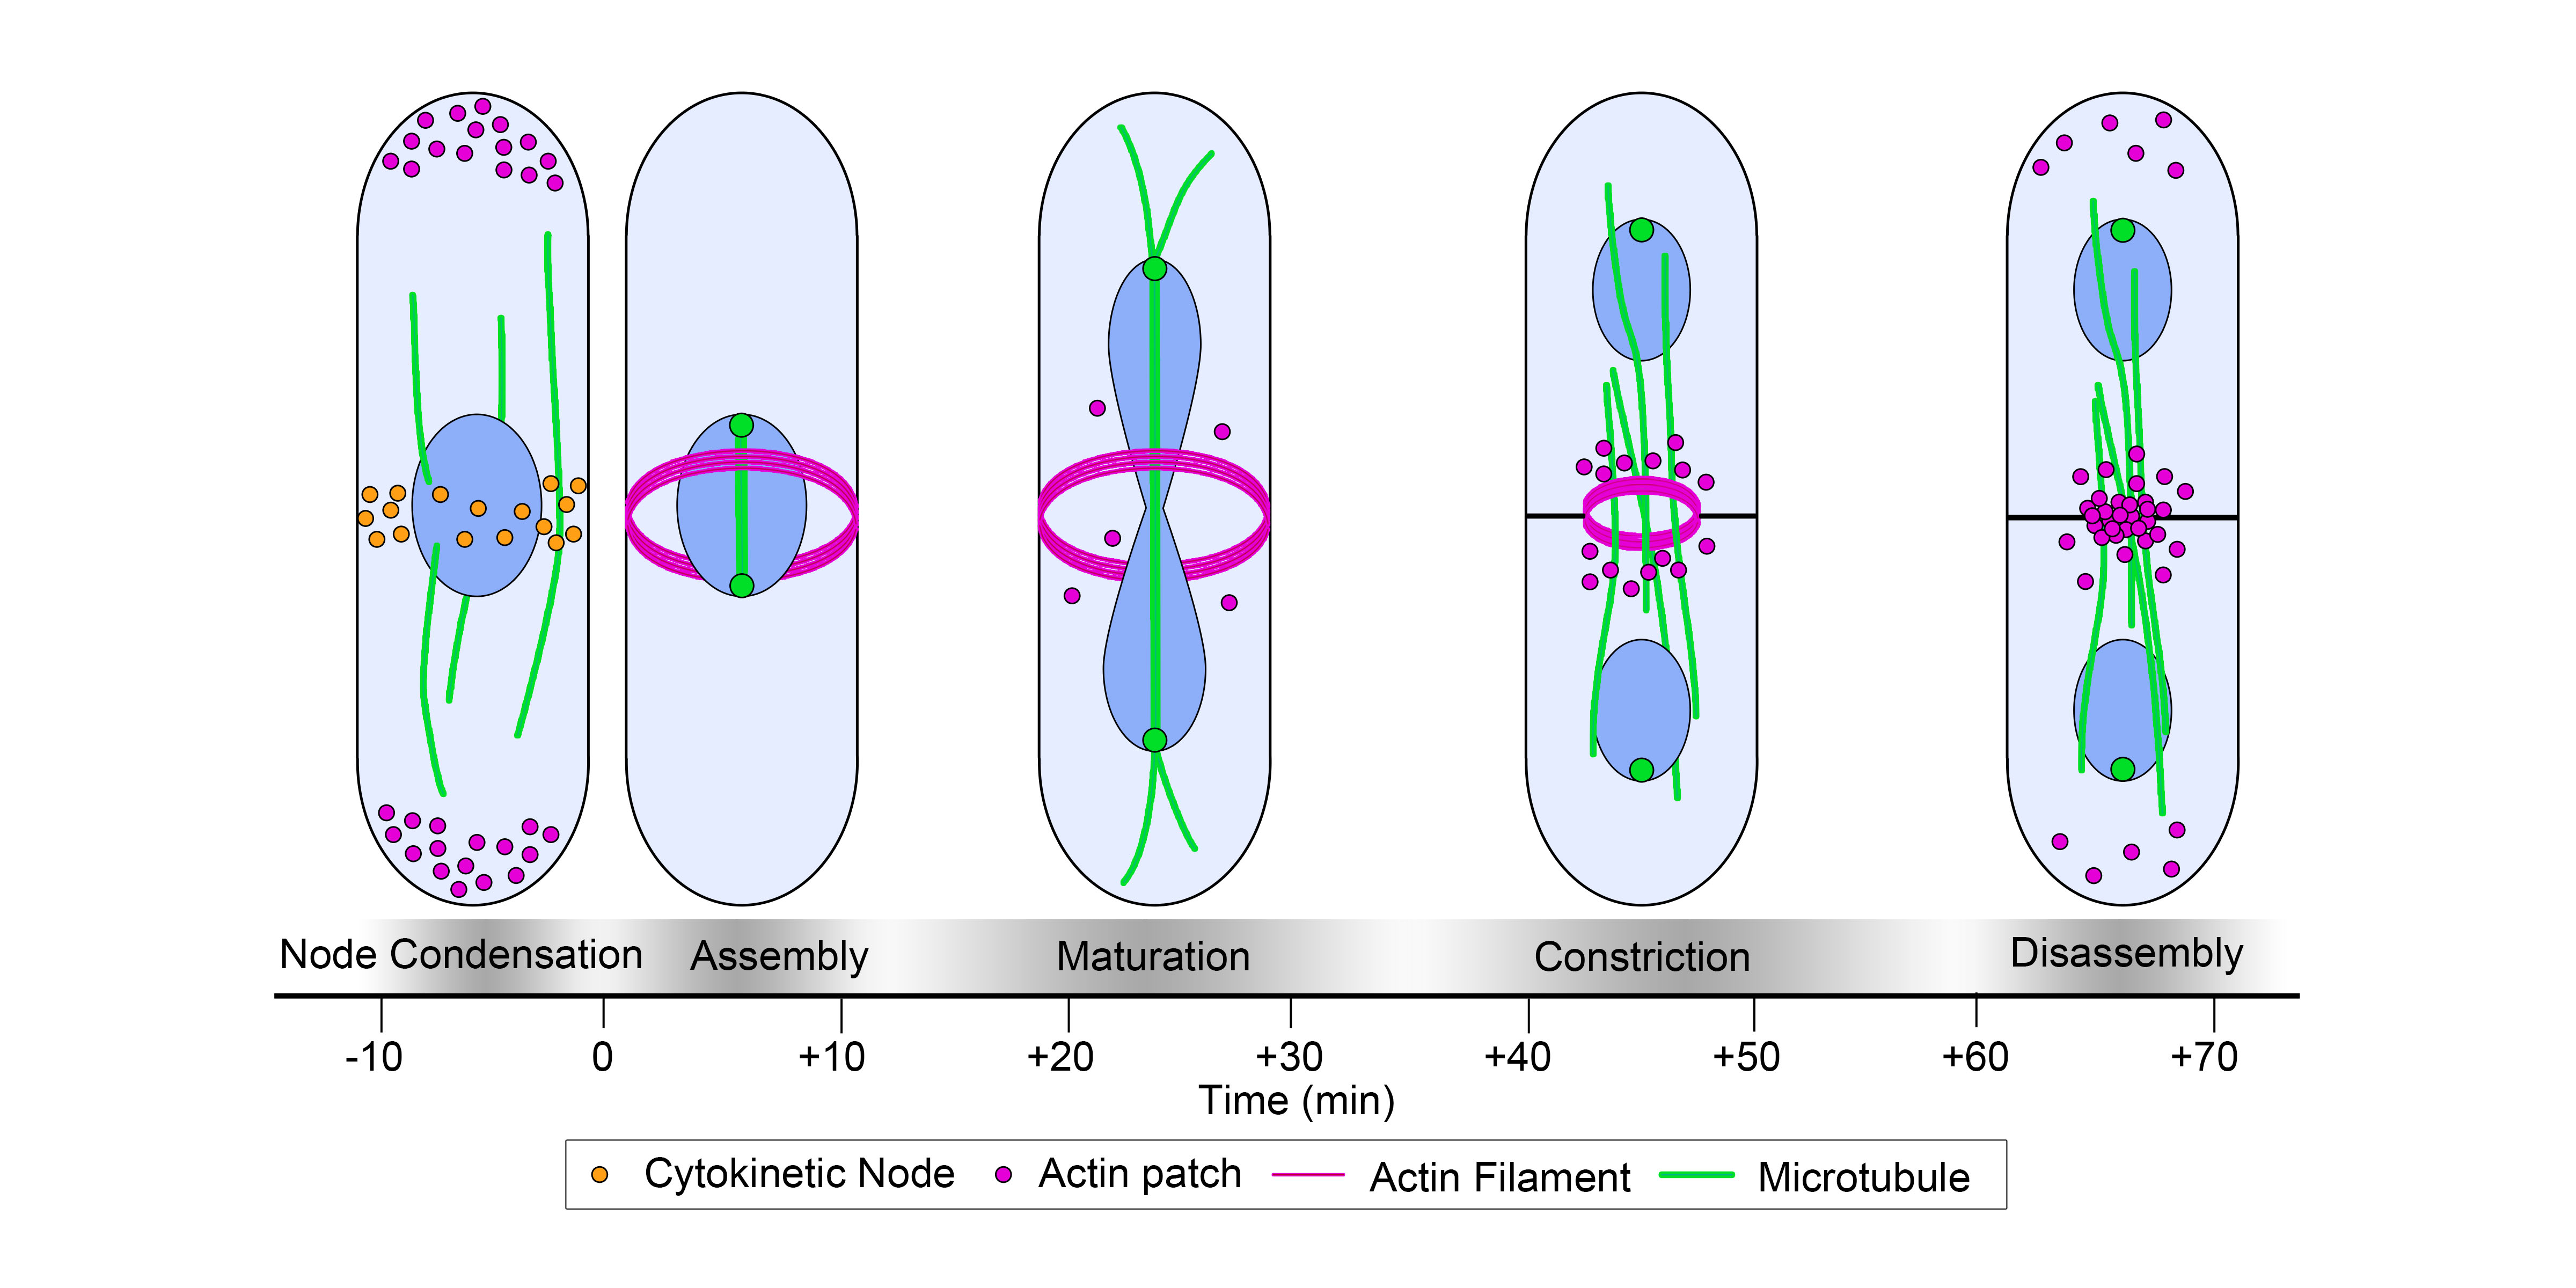 Node Condensation Assembly Maturation Constriction Disassembly
-10 0 +10 +20 +30 +40 +50 +60 +70
Time (min)
Cytokinetic Node Actin patch Actin Filament Microtubule